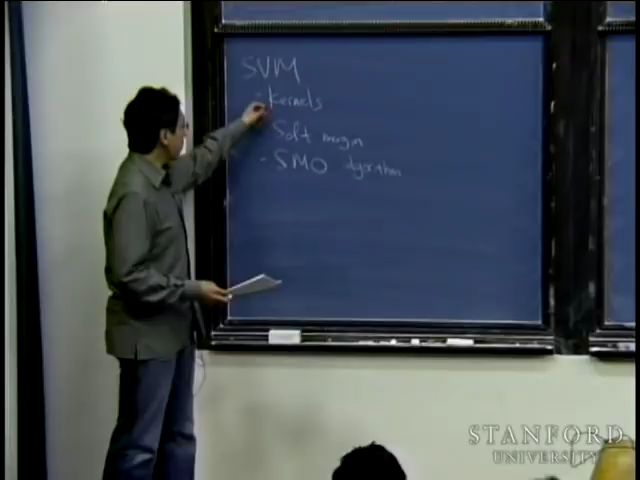 SVM
- Kernels
Soft margin
- SMO algorithm
STANFORD
UNIVERSITY